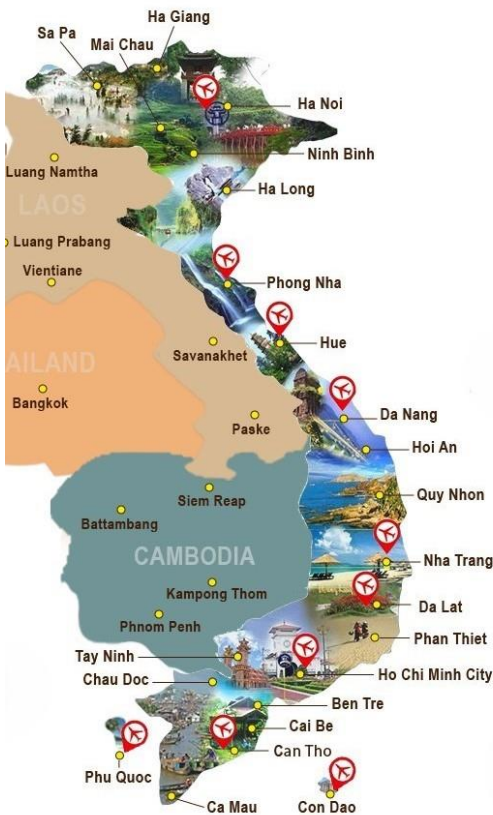 Ha Giang
Sa Pa
Mai Chau
Ha Noi
Ninh Binh
Luang Namtha
Ha Long
LAOS
Luang Prabang
Vientiane
Phong Nha
Hue
Savanakhet
AILAND
Bangkok
Da Nang
Paske
Hoi An
Siem Reap
Quy Nhon
Battambang
CAMBODIA
Nha Trang
Kampong Thom
Da Lat
Phnom Penh
Phan Thiet
Tay Ninh
Chau Doc
Ho Chi Minh City
Ben Tre
Cai Be
Can Tho
Phu Quoc
Ca Mau
Con Dao